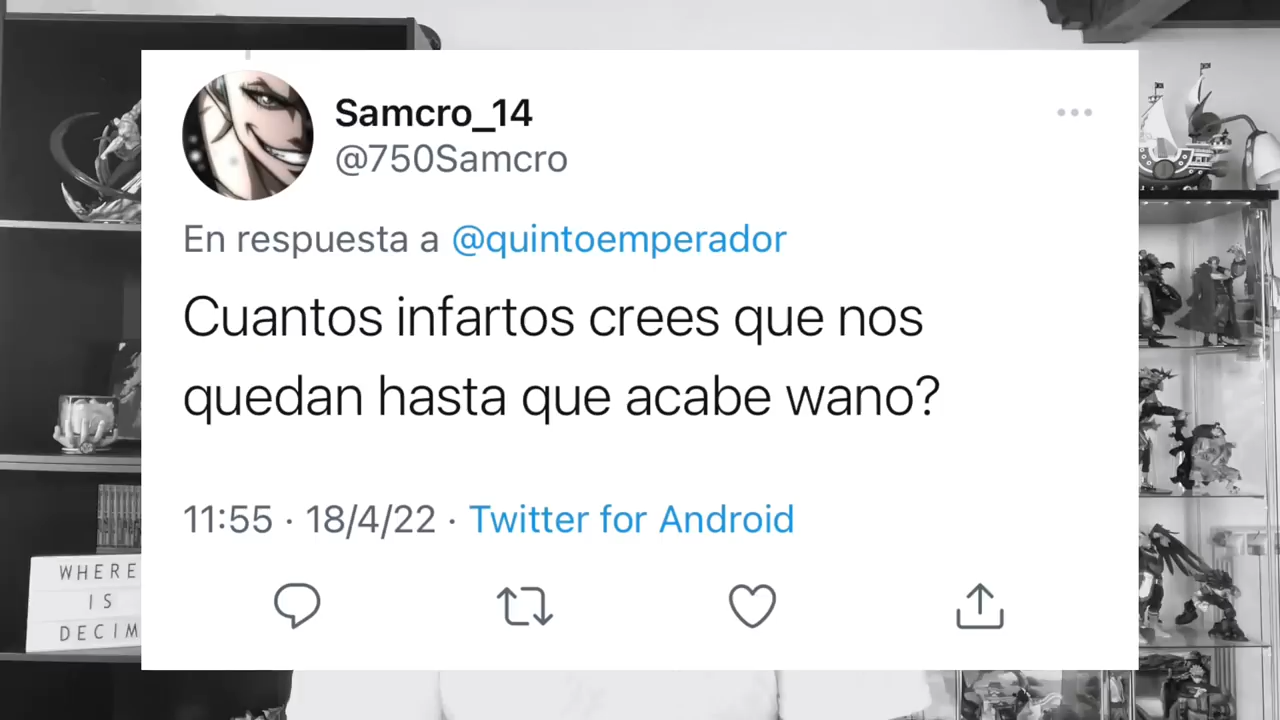 Samcro_14
@750Samcro
En respuesta a @quintoemperador
Cuantos infartos crees que nos
quedan hasta que acabe wano?
11:55 · 18/4/22 · Twitter for Android
WHERE
IS
DECIM